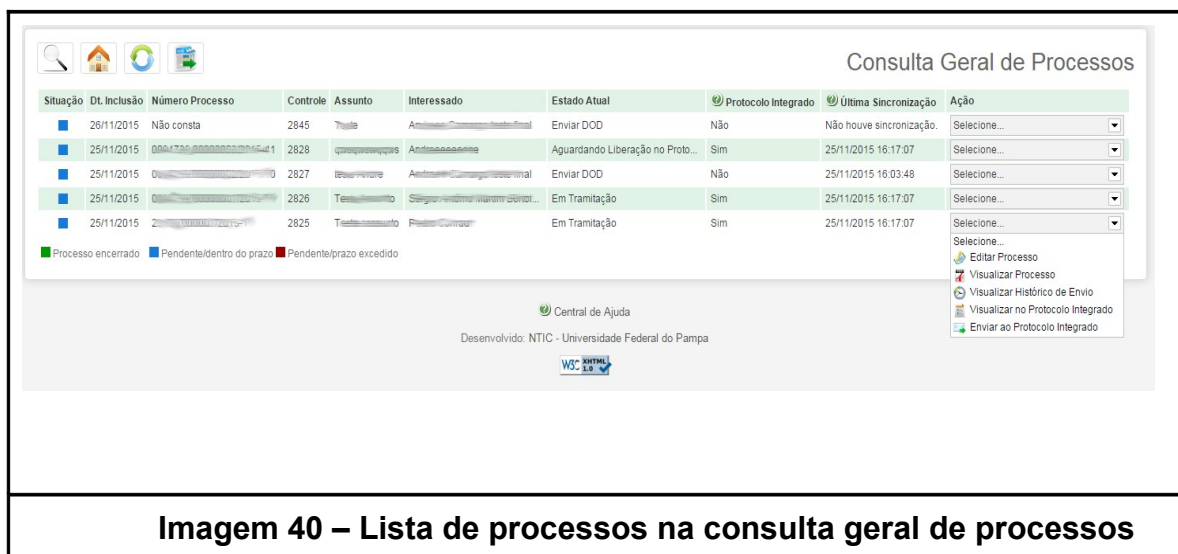 Consulta Geral de Processos
Situação Dt. Inclusão Número Processo Controle Assunto Interessado Estado Atual Protocolo Integrado Última Sincronização Ação
26/11/2015 Não consta 2845 Enviar DOD Não Não houve sincronização. Selecione...
25/11/2015 2828 Aguardando Liberação no Proto... Sim 25/11/2015 16:17:07 Selecione...
25/11/2015 2827 Enviar DOD Não 25/11/2015 16:03:48 Selecione...
25/11/2015 2826 Em Tramitação Sim 25/11/2015 16:17:07 Selecione...
25/11/2015 2825 Em Tramitação Sim 25/11/2015 16:17:07 Selecione...
Processo encerrado Pendente/dentro do prazo Pendente/prazo excedido
Selecione...
Editar Processo
Visualizar Processo
Visualizar Histórico de Envio
Visualizar no Protocolo Integrado
Enviar ao Protocolo Integrado
Central de Ajuda
Desenvolvido: NTIC - Universidade Federal do Pampa
W3C XHTML 1.0
Imagem 40 – Lista de processos na consulta geral de processos